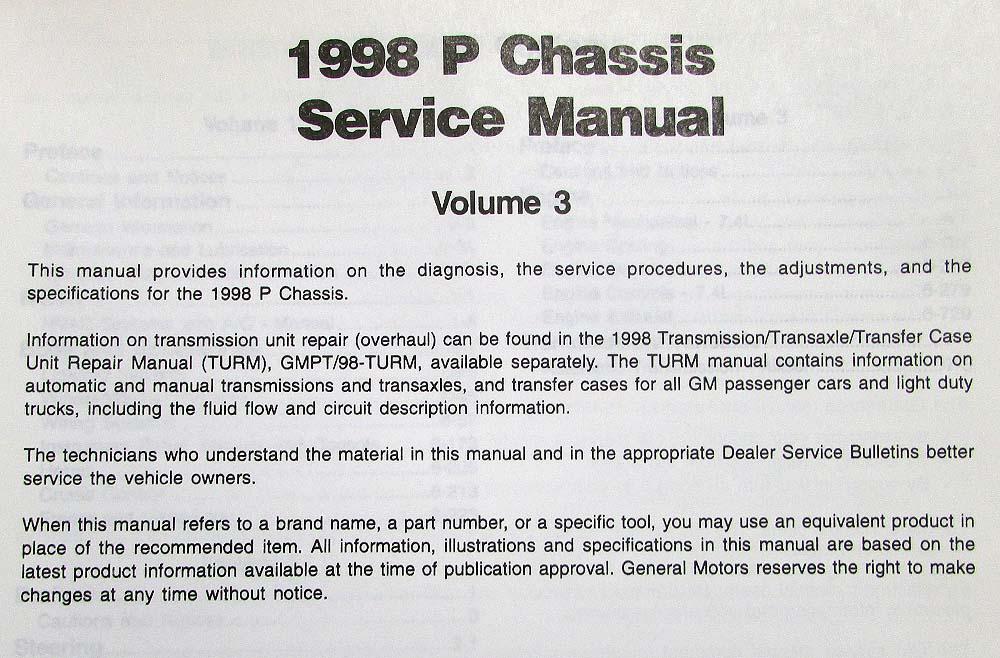 1998 P Chassis
Service Manual
Volume 3
This manual provides information on the diagnosis, the service procedures, the adjustments, and the
specifications for the 1998 P Chassis.
Information on transmission unit repair (overhaul) can be found in the 1998 Transmission/Transaxle/Transfer Case
Unit Repair Manual (TURM), GMPT/98-TURM, available separately. The TURM manual contains information on
automatic and manual transmissions and transaxles, and transfer cases for all GM passenger cars and light duty
trucks, including the fluid flow and circuit description information.
The technicians who understand the material in this manual and in the appropriate Dealer Service Bulletins better
service the vehicle owners.
When this manual refers to a brand name, a part number, or a specific tool, you may use an equivalent product in
place of the recommended item. All information, illustrations and specifications in this manual are based on the
latest product information available at the time of publication approval. General Motors reserves the right to make
changes at any time without notice.